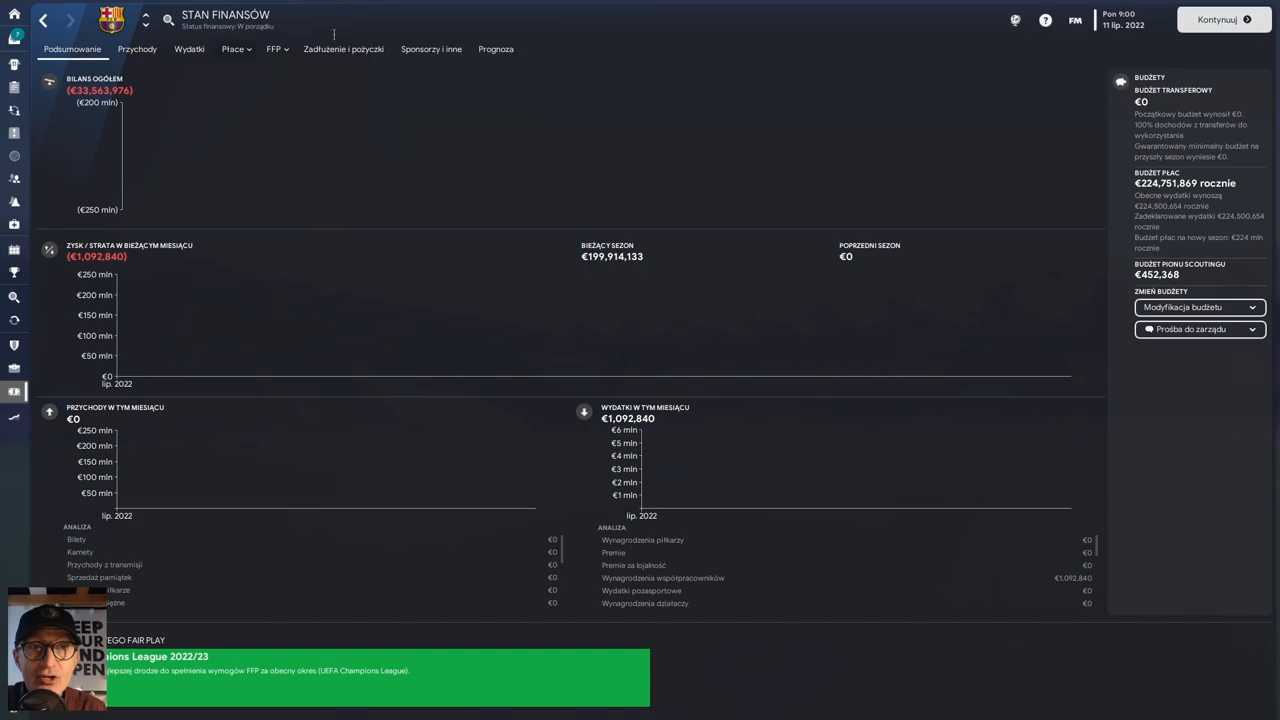 STAN FINANSÓW
Status finansowy: W porządku
7
FM
Pon 9:00
11 lip. 2022
Kontynuuj
Podsumowanie
Przychody
Wydatki
Płace
FFP
Zadłużenie i pożyczki
Sponsorzy i inne
Prognoza
BILANS OGÓŁEM
(€33,563,976)
(€200 mln)
(€250 mln)
ZYSK / STRATA W BIEŻĄCYM MIESIĄCU
(€1,092,840)
BIEŻĄCY SEZON
€199,914,133
POPRZEDNI SEZON
€0
€250 mln
€200 mln
€150 mln
€100 mln
€50 mln
€0
lip. 2022
PRZYCHODY W TYM MIESIĄCU
€0
€250 mln
€200 mln
€150 mln
€100 mln
€50 mln
lip. 2022
ANALIZA
Bilety €0
Karnety €0
Przychody z transmisji €0
Sprzedaż pamiątek €0
€0
€0
WYDATKI W TYM MIESIĄCU
€1,092,840
€6 mln
€5 mln
€4 mln
€3 mln
€2 mln
€1 mln
lip. 2022
ANALIZA
Wynagrodzenia piłkarzy €0
Premie €0
Premie za lojalność €0
Wynagrodzenia współpracowników €1,092,840
Wydatki pozasportowe €0
Wynagrodzenia działaczy €0
BUDŻETY
BUDŻET TRANSFEROWY
€0
Początkowy budżet wynosił €0.
100% dochodów z transferów do
wykorzystania
Gwarantowany minimalny budżet na
przyszły sezon wyniesie €0.
BUDŻET PŁAC
€224,751,869 rocznie
Obecne wydatki wynoszą
€224,500,654 rocznie
Zadeklarowane wydatki €224,500,654
rocznie
Budżet płac na nowy sezon: €224 mln
rocznie
BUDŻET PIONU SCOUTINGU
€452,368
ZMIEŃ BUDŻETY
Modyfikacja budżetu
Prośba do zarządu
EGO FAIR PLAY
pions League 2022/23
lepszej drodze do spełnienia wymogów FFP za obecny okres (UEFA Champions League).